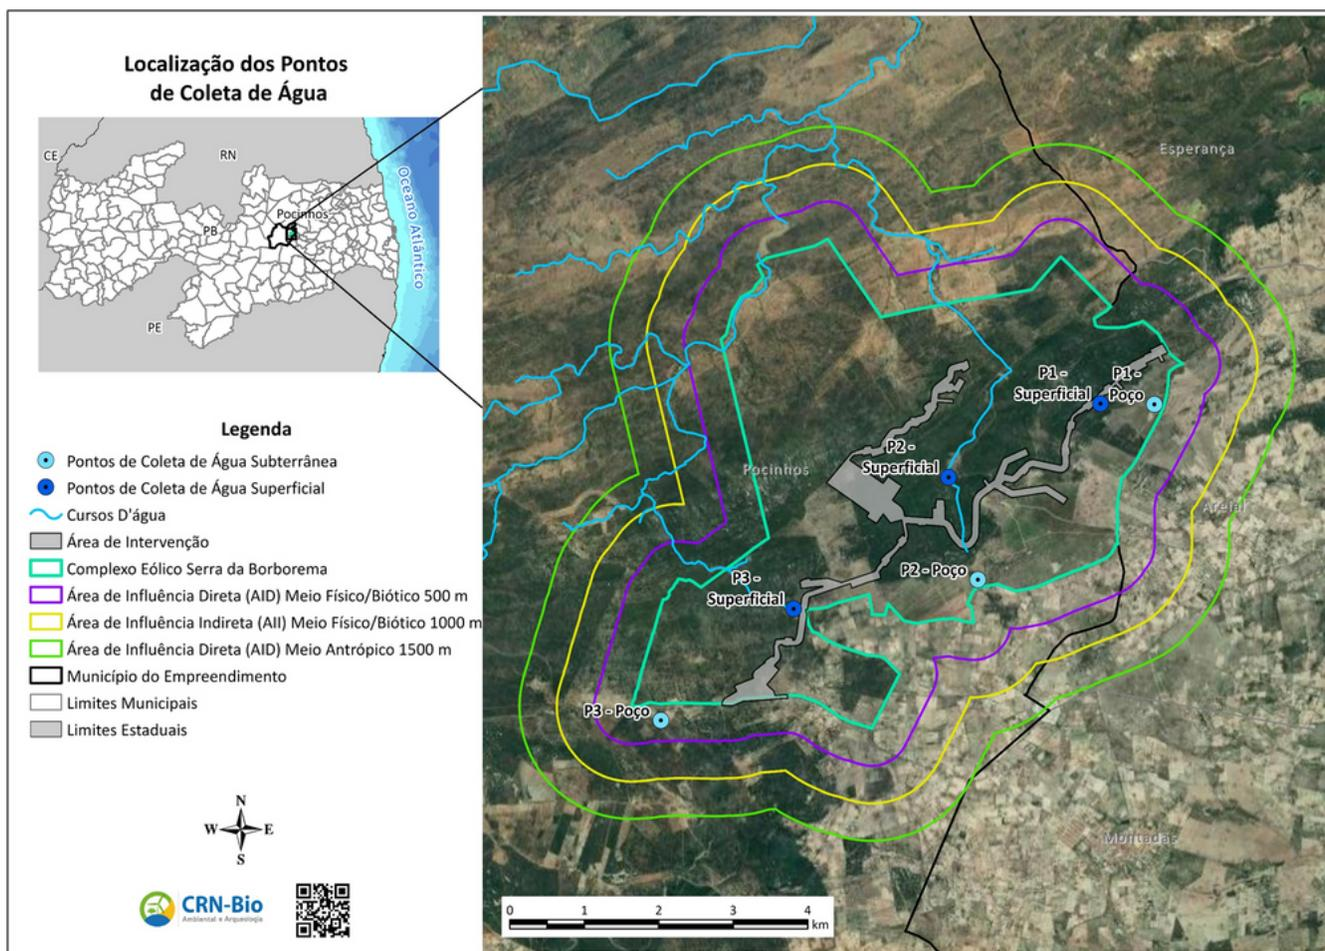 Localização dos Pontos
de Coleta de Água
CE
RN
PB
PE
Pocinhos
Oceano Atlântico
Legenda
Pontos de Coleta de Água Subterrânea
Pontos de Coleta de Água Superficial
Cursos D'água
Área de Intervenção
Complexo Eólico Serra da Borborema
Área de Influência Direta (AID) Meio Físico/Biótico 500 m
Área de Influência Indireta (AII) Meio Físico/Biótico 1000 m
Área de Influência Direta (AID) Meio Antrópico 1500 m
Município do Empreendimento
Limites Municipais
Limites Estaduais
N
W
E
S
CRN-Bio
Ambiental e Arqueologia
Esperança
P1 -
Superficial
P1 -
Poço
P2 -
Superficial
Pocinhos
Areial
P2 - Poço
P3 -
Superficial
P3 - Poço
Montadas
0 1 2 3 4
km